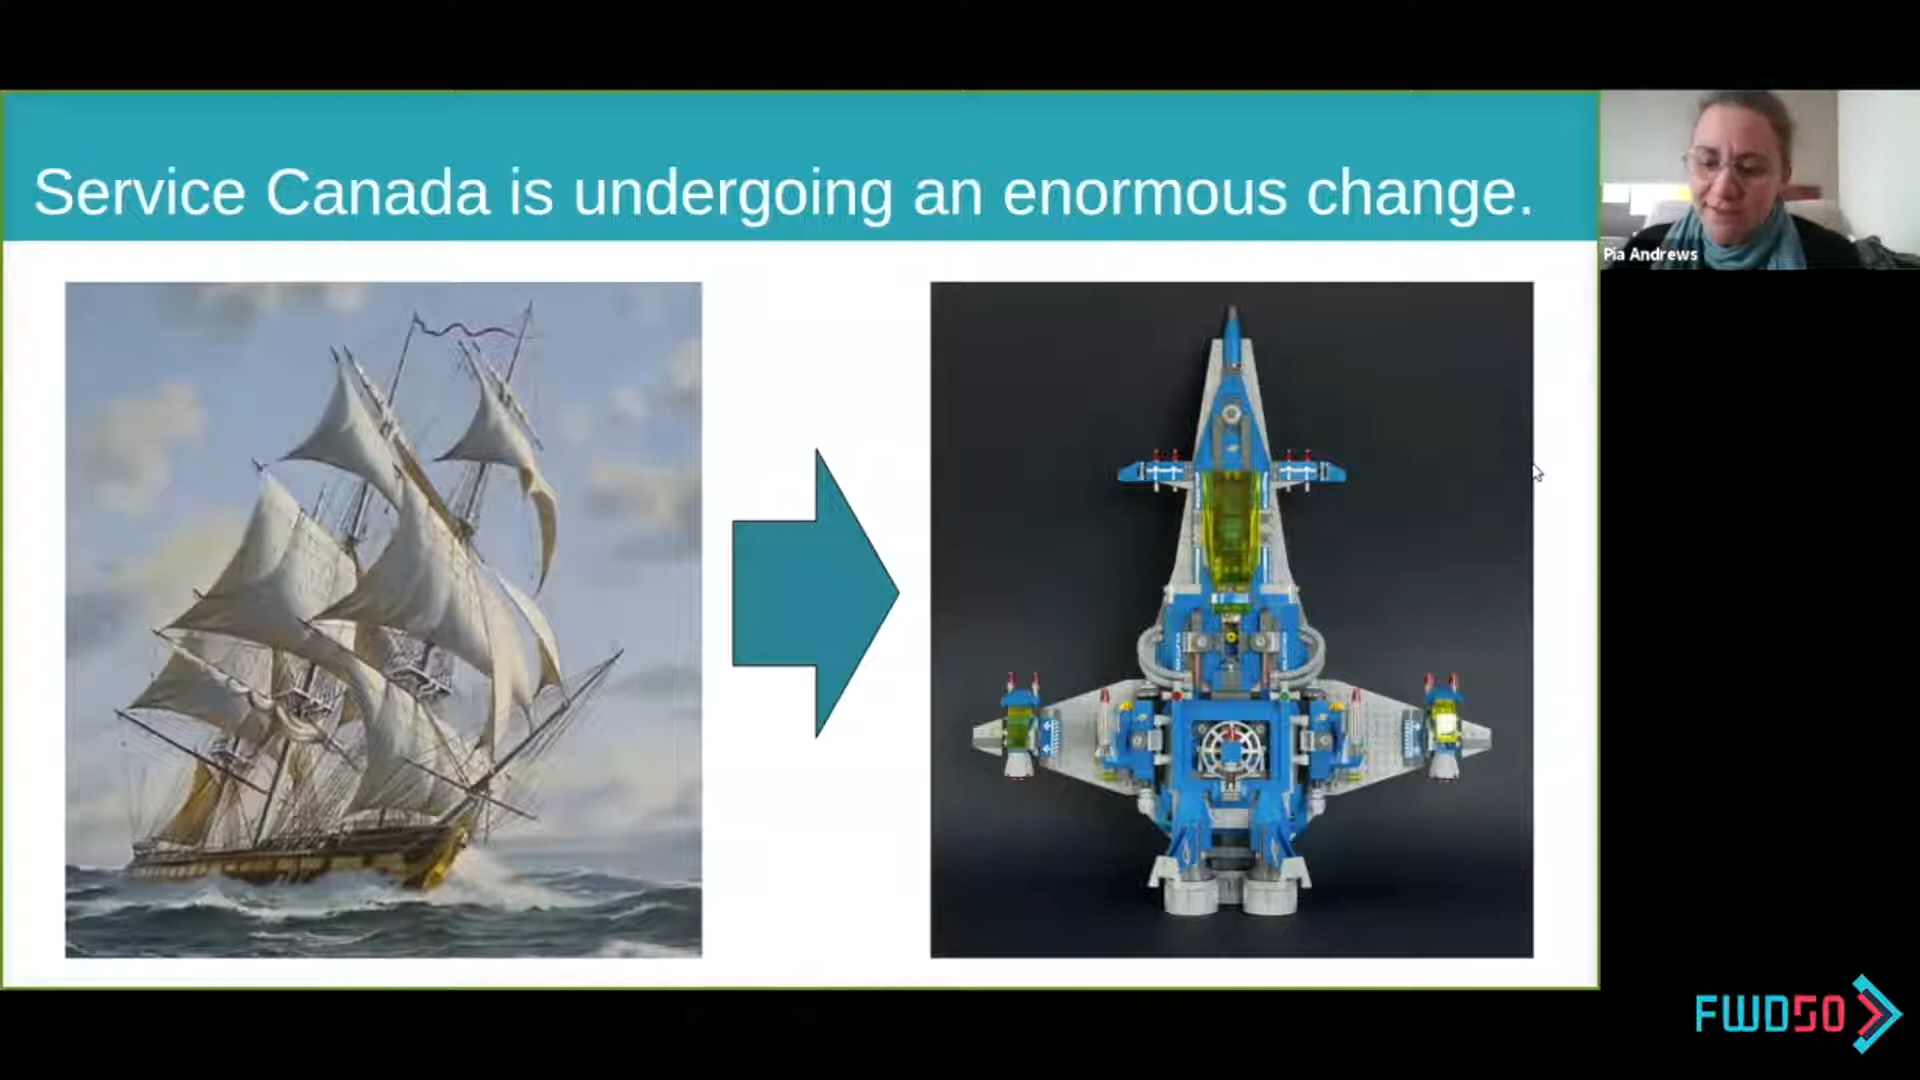 Service Canada is undergoing an enormous change.
Pia Andrews
FWD50